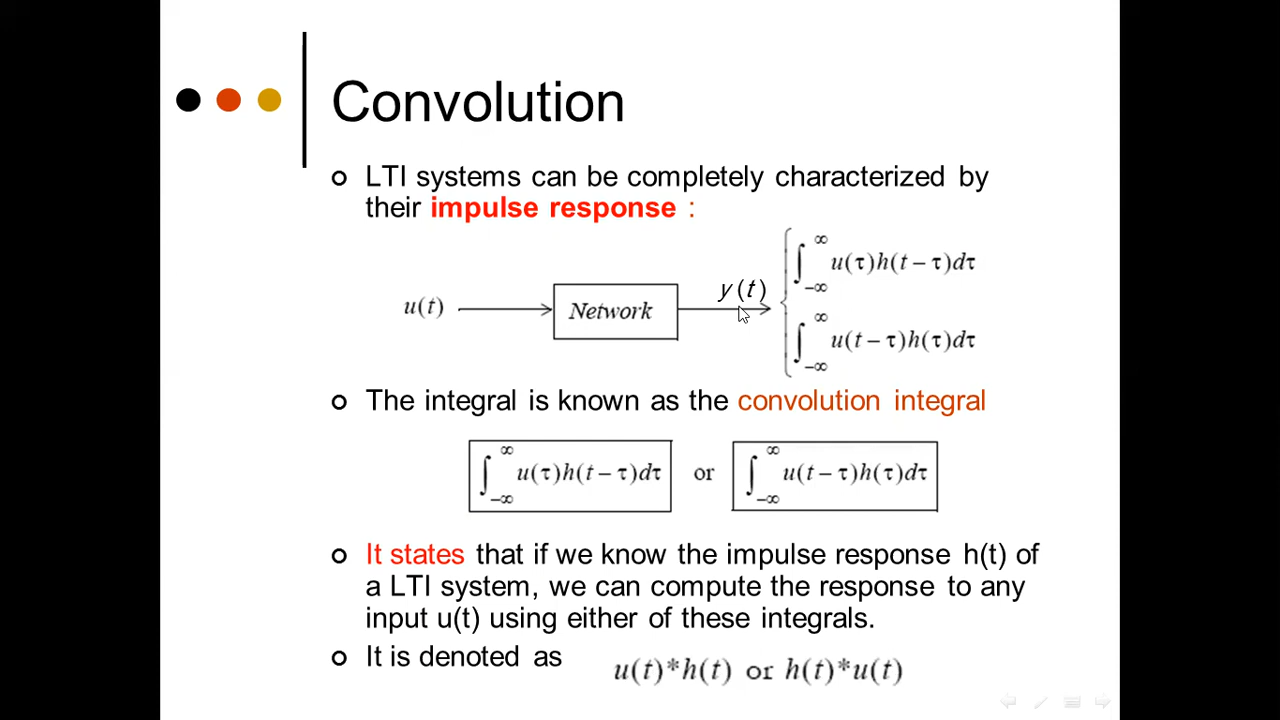 Convolution
LTI systems can be completely characterized by
their impulse response :
u(t)
Network
y(t)
∫_{-∞}^{∞} u(τ)h(t − τ)dτ
∫_{-∞}^{∞} u(t − τ)h(τ)dτ
The integral is known as the convolution integral
∫_{-∞}^{∞} u(τ)h(t − τ)dτ or ∫_{-∞}^{∞} u(t − τ)h(τ)dτ
It states that if we know the impulse response h(t) of
a LTI system, we can compute the response to any
input u(t) using either of these integrals.
It is denoted as u(t)*h(t) or h(t)*u(t)